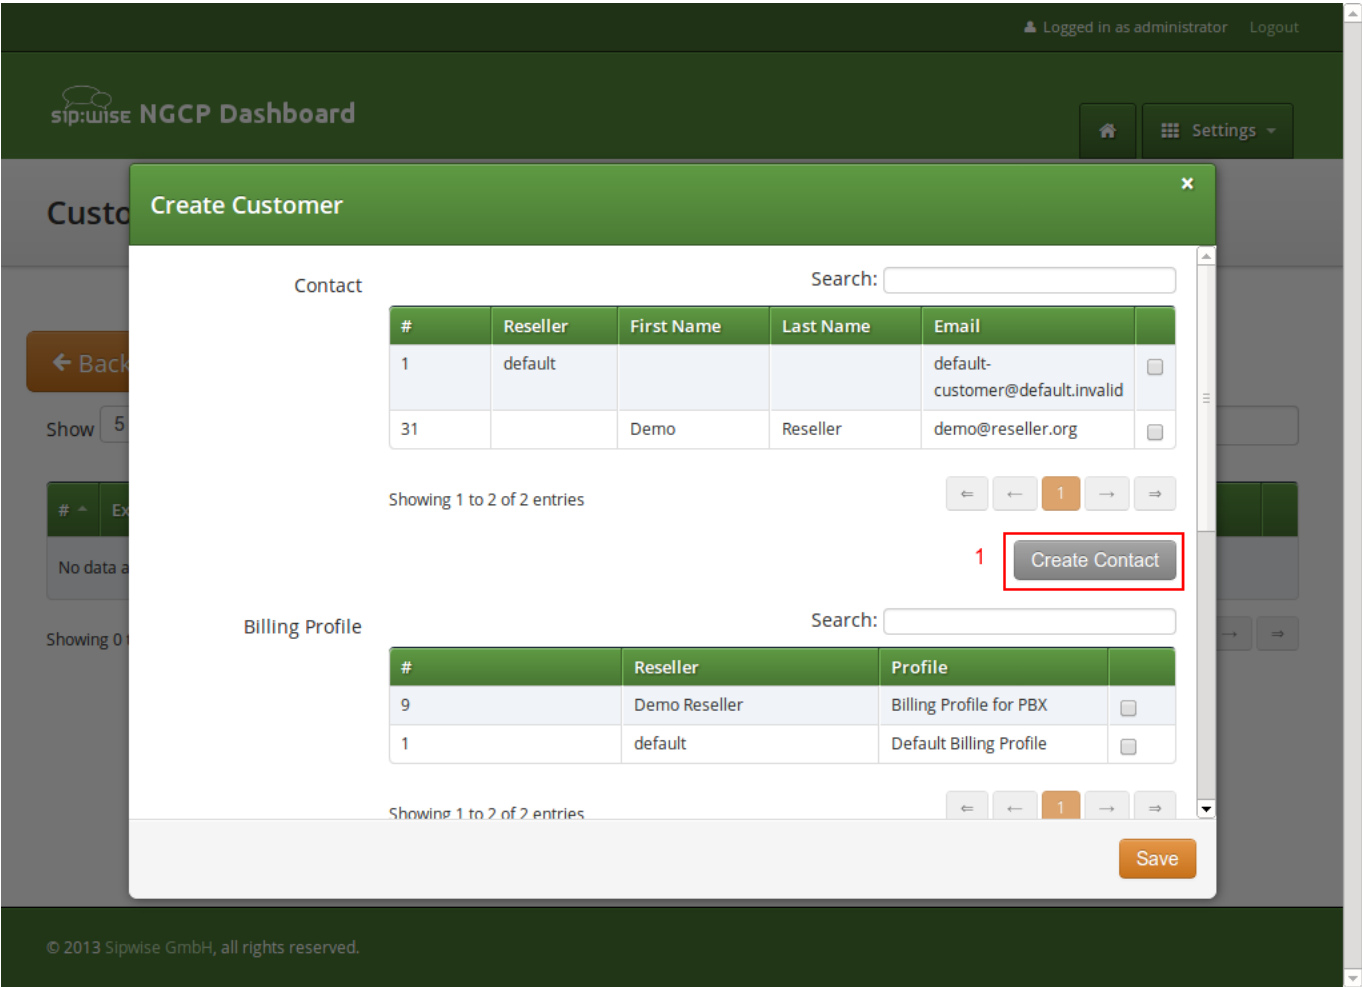 Logged in as administrator Logout
sip:wise NGCP Dashboard
Settings
Custo
Create Customer
×
Back
Show 5
# Ex
No data a
Showing 0 t
Contact
Search:
# Reseller First Name Last Name Email
1 default default-
customer@default.invalid
31 Demo Reseller demo@reseller.org
Showing 1 to 2 of 2 entries
⇐ ← 1 → ⇒
1 Create Contact
Billing Profile
Search:
# Reseller Profile
9 Demo Reseller Billing Profile for PBX
1 default Default Billing Profile
Showing 1 to 2 of 2 entries
⇐ ← 1 → ⇒
→ ⇒
Save
© 2013 Sipwise GmbH, all rights reserved.